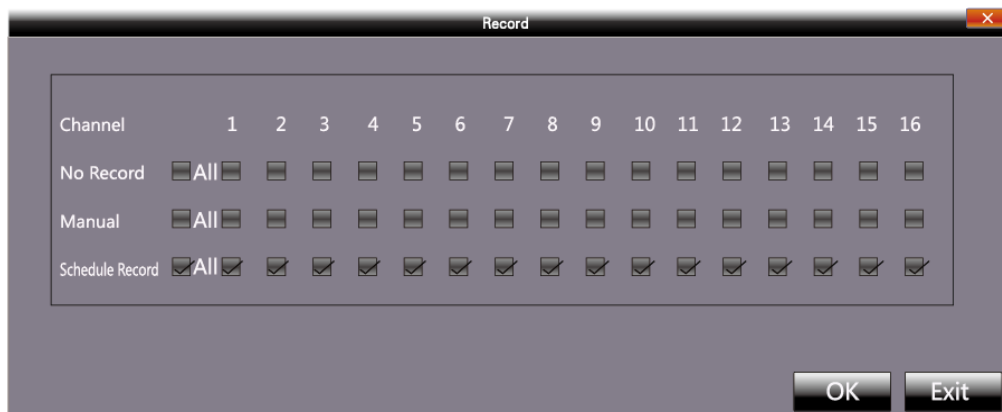 Record
Channel 1 2 3 4 5 6 7 8 9 10 11 12 13 14 15 16
No Record All
Manual All
Schedule Record All
OK Exit